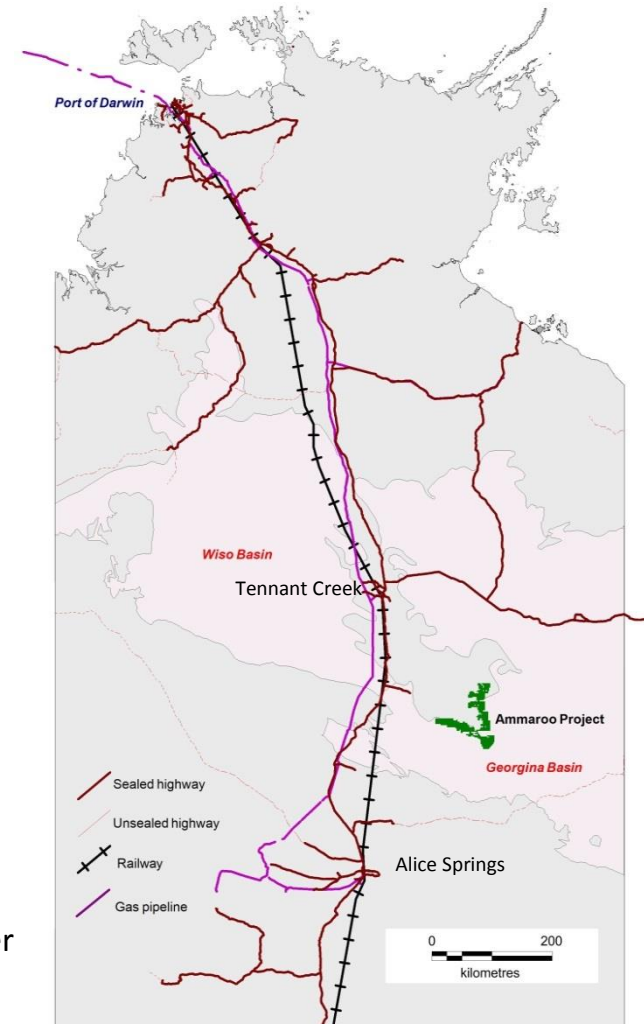 Port of Darwin
Wiso Basin
Tennant Creek
Ammaroo Project
Georgina Basin
Sealed highway
Unsealed highway
Railway
Alice Springs
Gas pipeline
er
0 200
kilometres